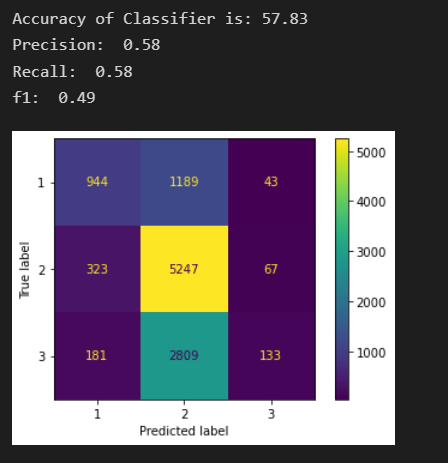 Accuracy of Classifier is: 57.83
Precision:  0.58
Recall:  0.58
f1:  0.49
1 944 1189 43
2 323 5247 67
3 181 2809 133
1 2 3
True label
Predicted label
5000
4000
3000
2000
1000